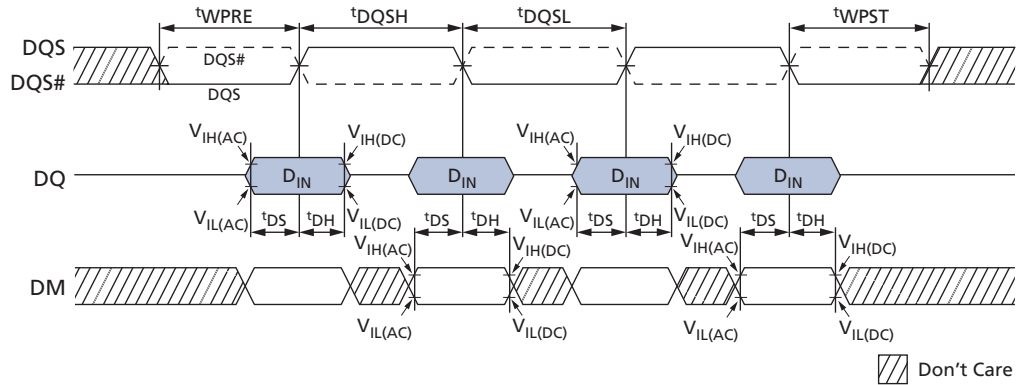 tWPRE tDQSH tDQSL tWPST
DQS
DQS#
DQS#
DQS
VIH(AC) VIH(DC) VIH(AC) VIH(DC)
DQ DIN DIN DIN DIN
VIL(AC) VIL(DC) VIL(AC) VIL(DC)
tDS tDH tDS tDH tDS tDH tDS tDH
VIH(AC) VIH(DC) VIH(AC) VIH(DC)
DM
VIL(AC) VIL(DC) VIL(AC) VIL(DC)
Don't Care